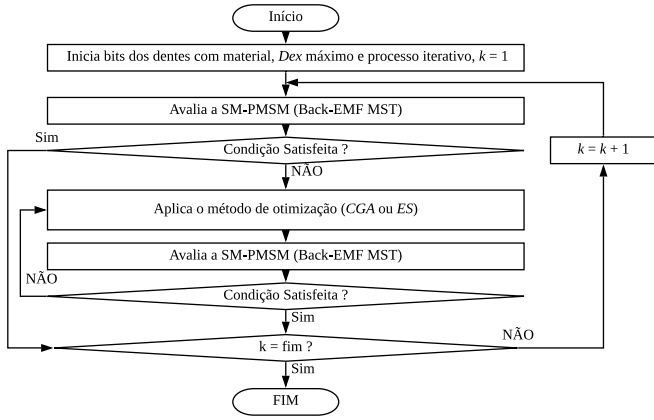 Início
Inicia bits dos dentes com material, Dex máximo e processo iterativo, k = 1
Avalia a SM-PMSM (Back-EMF MST)
Sim
Condição Satisfeita ?
k = k + 1
NÃO
Aplica o método de otimização (CGA ou ES)
Avalia a SM-PMSM (Back-EMF MST)
NÃO
Condição Satisfeita ?
Sim
k = fim ?
NÃO
Sim
FIM